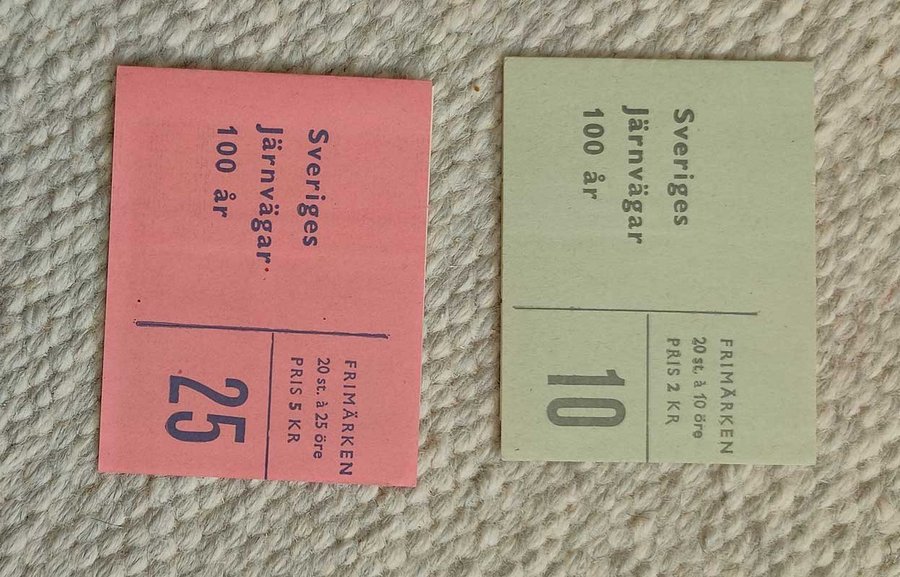 Sveriges
Järnvägar
100 år
FRIMÄRKEN
20 st. à 25 öre
PRIS 5 KR
25
Sveriges
Järnvägar
100 år
FRIMÄRKEN
20 st. à 10 öre
PRIS 2 KR
10